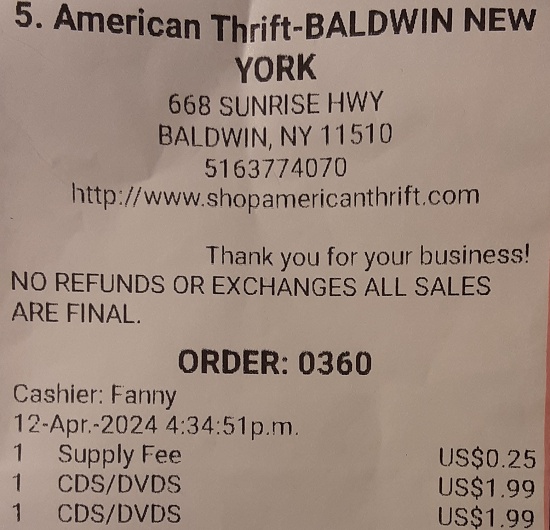 5. American Thrift-BALDWIN NEW
YORK
668 SUNRISE HWY
BALDWIN, NY 11510
5163774070
http://www.shopamericanthrift.com
Thank you for your business!
NO REFUNDS OR EXCHANGES ALL SALES
ARE FINAL.
ORDER: 0360
Cashier: Fanny
12-Apr.-2024 4:34:51p.m.
1 Supply Fee US$0.25
1 CDS/DVDS US$1.99
1 CDS/DVDS US$1.99